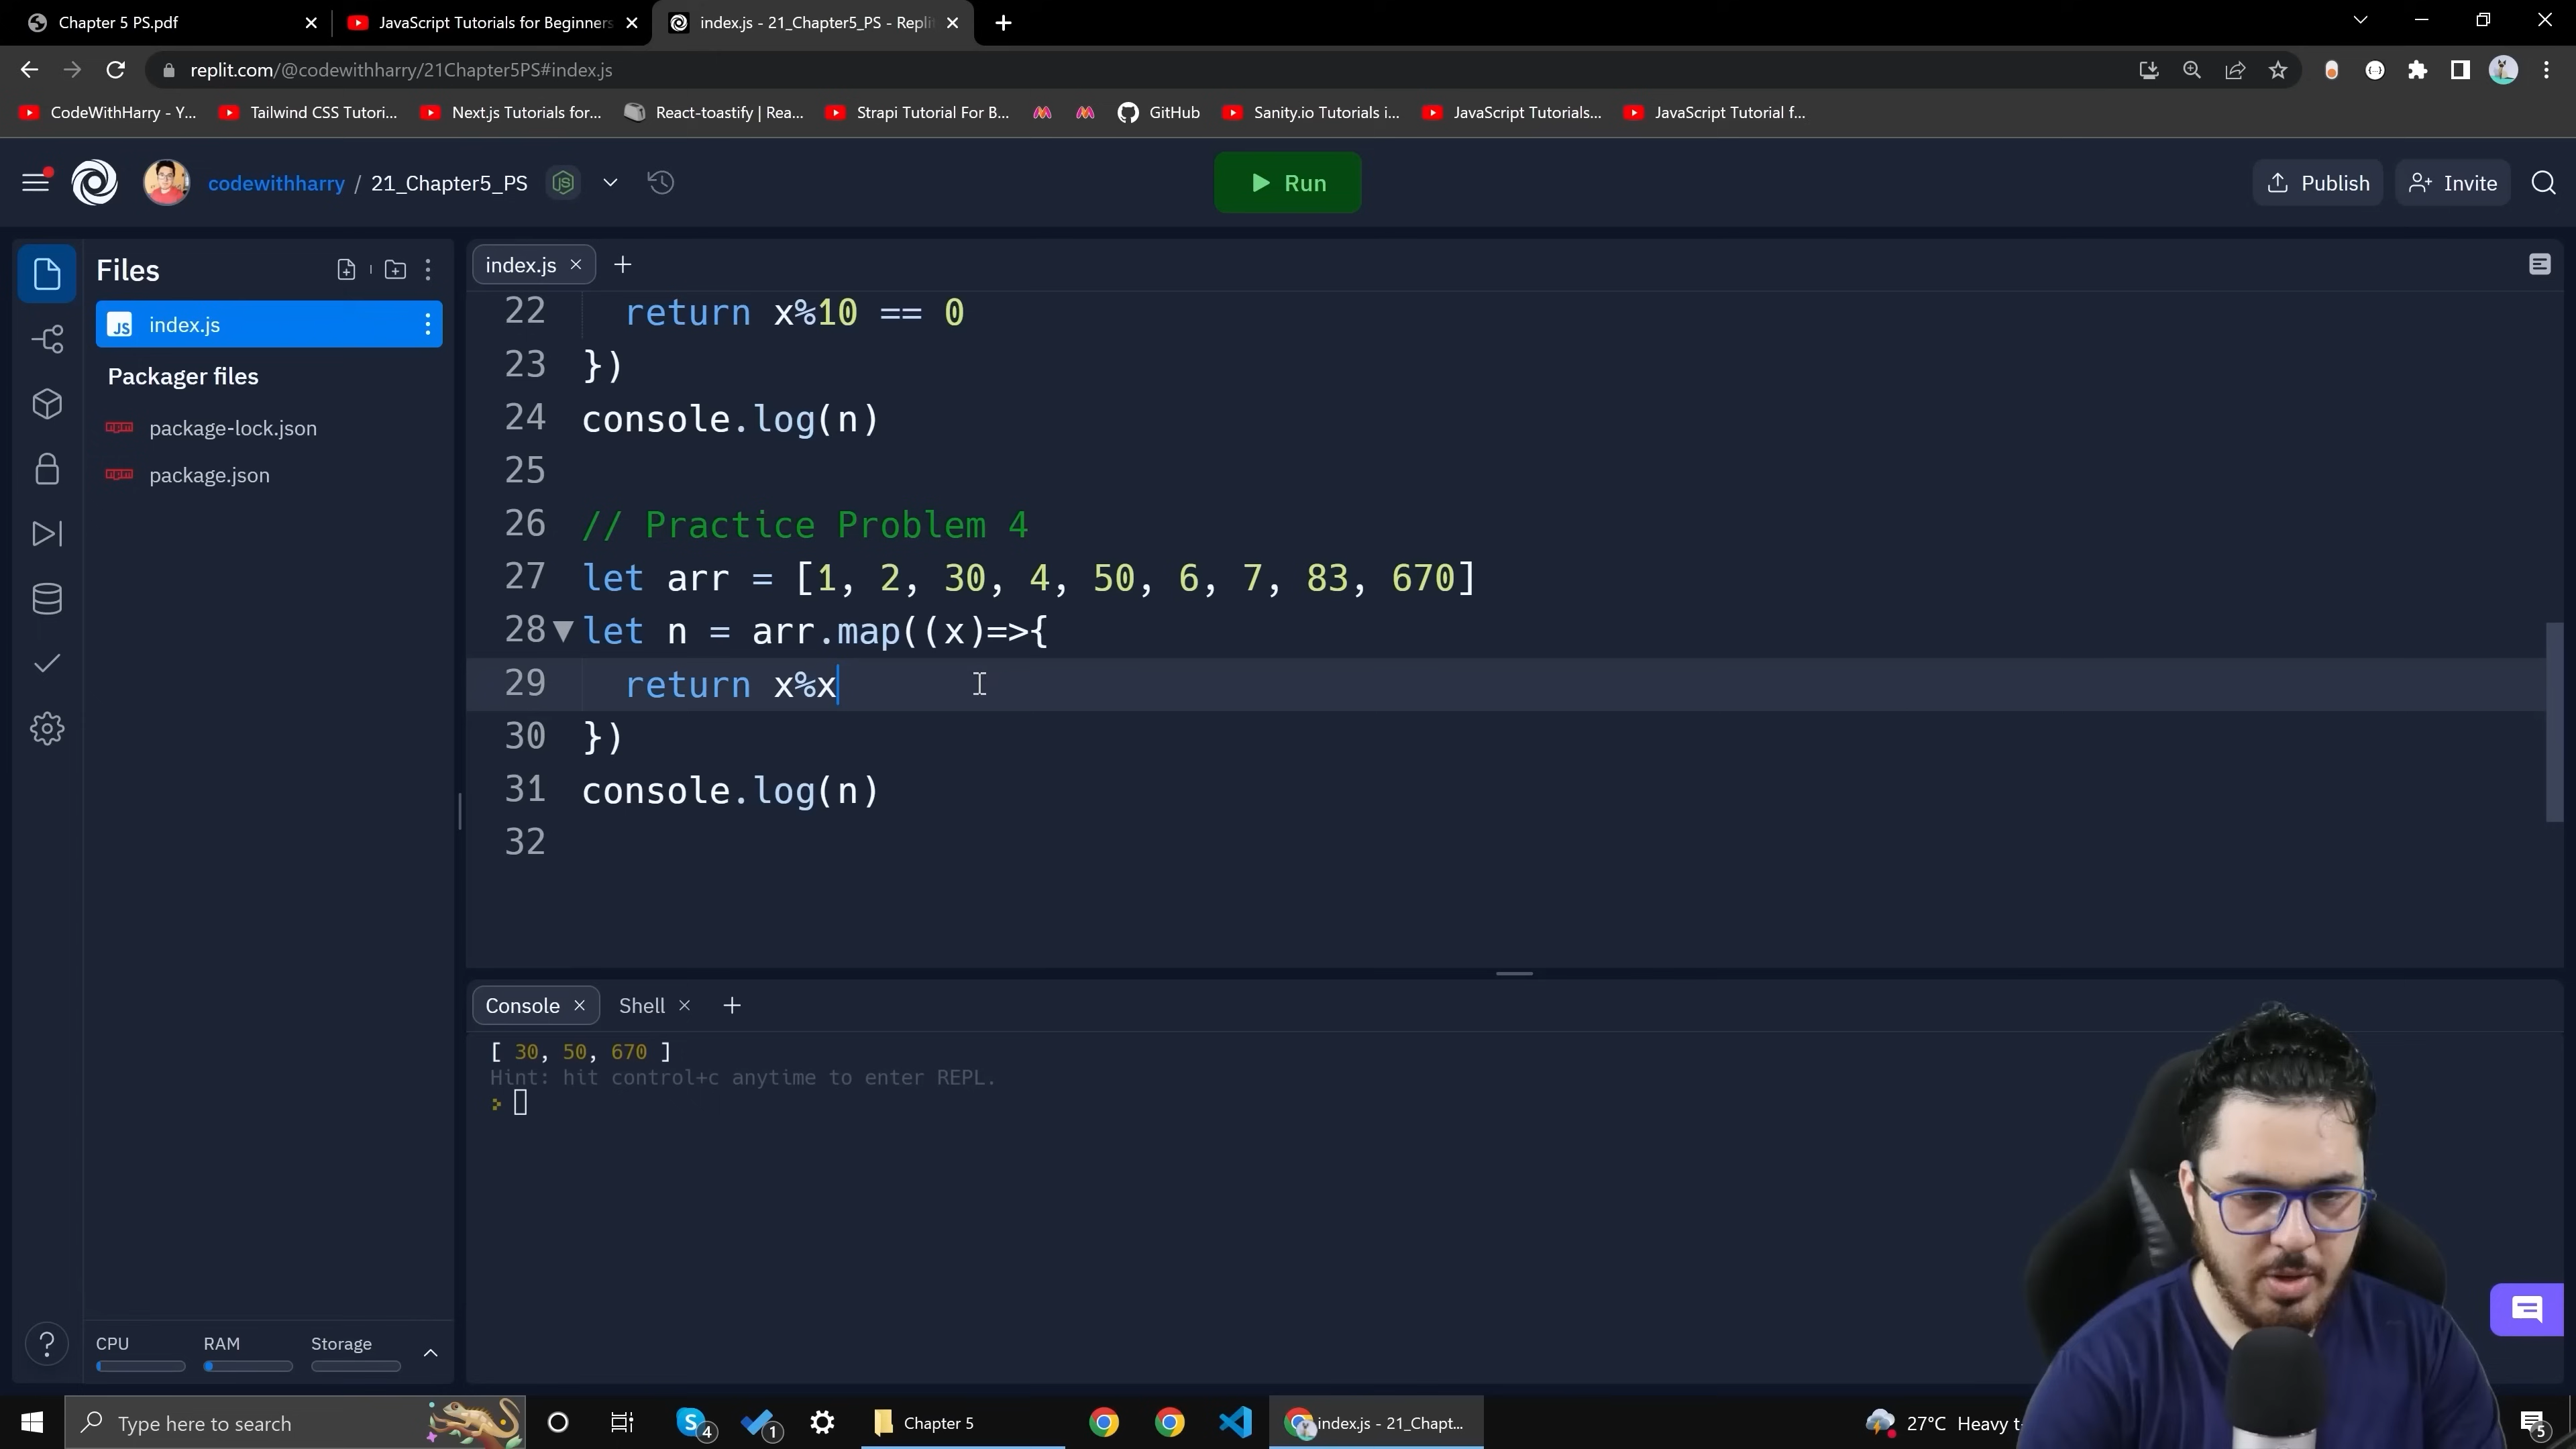 Chapter 5 PS.pdf
JavaScript Tutorials for Beginners
index.js - 21_Chapter5_PS - Replit
replit.com/@codewithharry/21Chapter5PS#index.js
CodeWithHarry - Y...
Tailwind CSS Tutori...
Next.js Tutorials for...
React-toastify | Rea...
Strapi Tutorial For B...
GitHub
Sanity.io Tutorials i...
JavaScript Tutorials...
JavaScript Tutorial f...
codewithharry / 21_Chapter5_PS
Run
Publish
Invite
Files
index.js
Packager files
package-lock.json
package.json
index.js
22 return x%10 == 0
23 })
24 console.log(n)
25
26 // Practice Problem 4
27 let arr = [1, 2, 30, 4, 50, 6, 7, 83, 670]
28 let n = arr.map((x)=>{
29 return x%x
30 })
31 console.log(n)
32
Console
Shell
[ 30, 50, 670 ]
Hint: hit control+c anytime to enter REPL.
CPU
RAM
Storage
Type here to search
4
1
Chapter 5
index.js - 21_Chapt...
27°C Heavy t
5